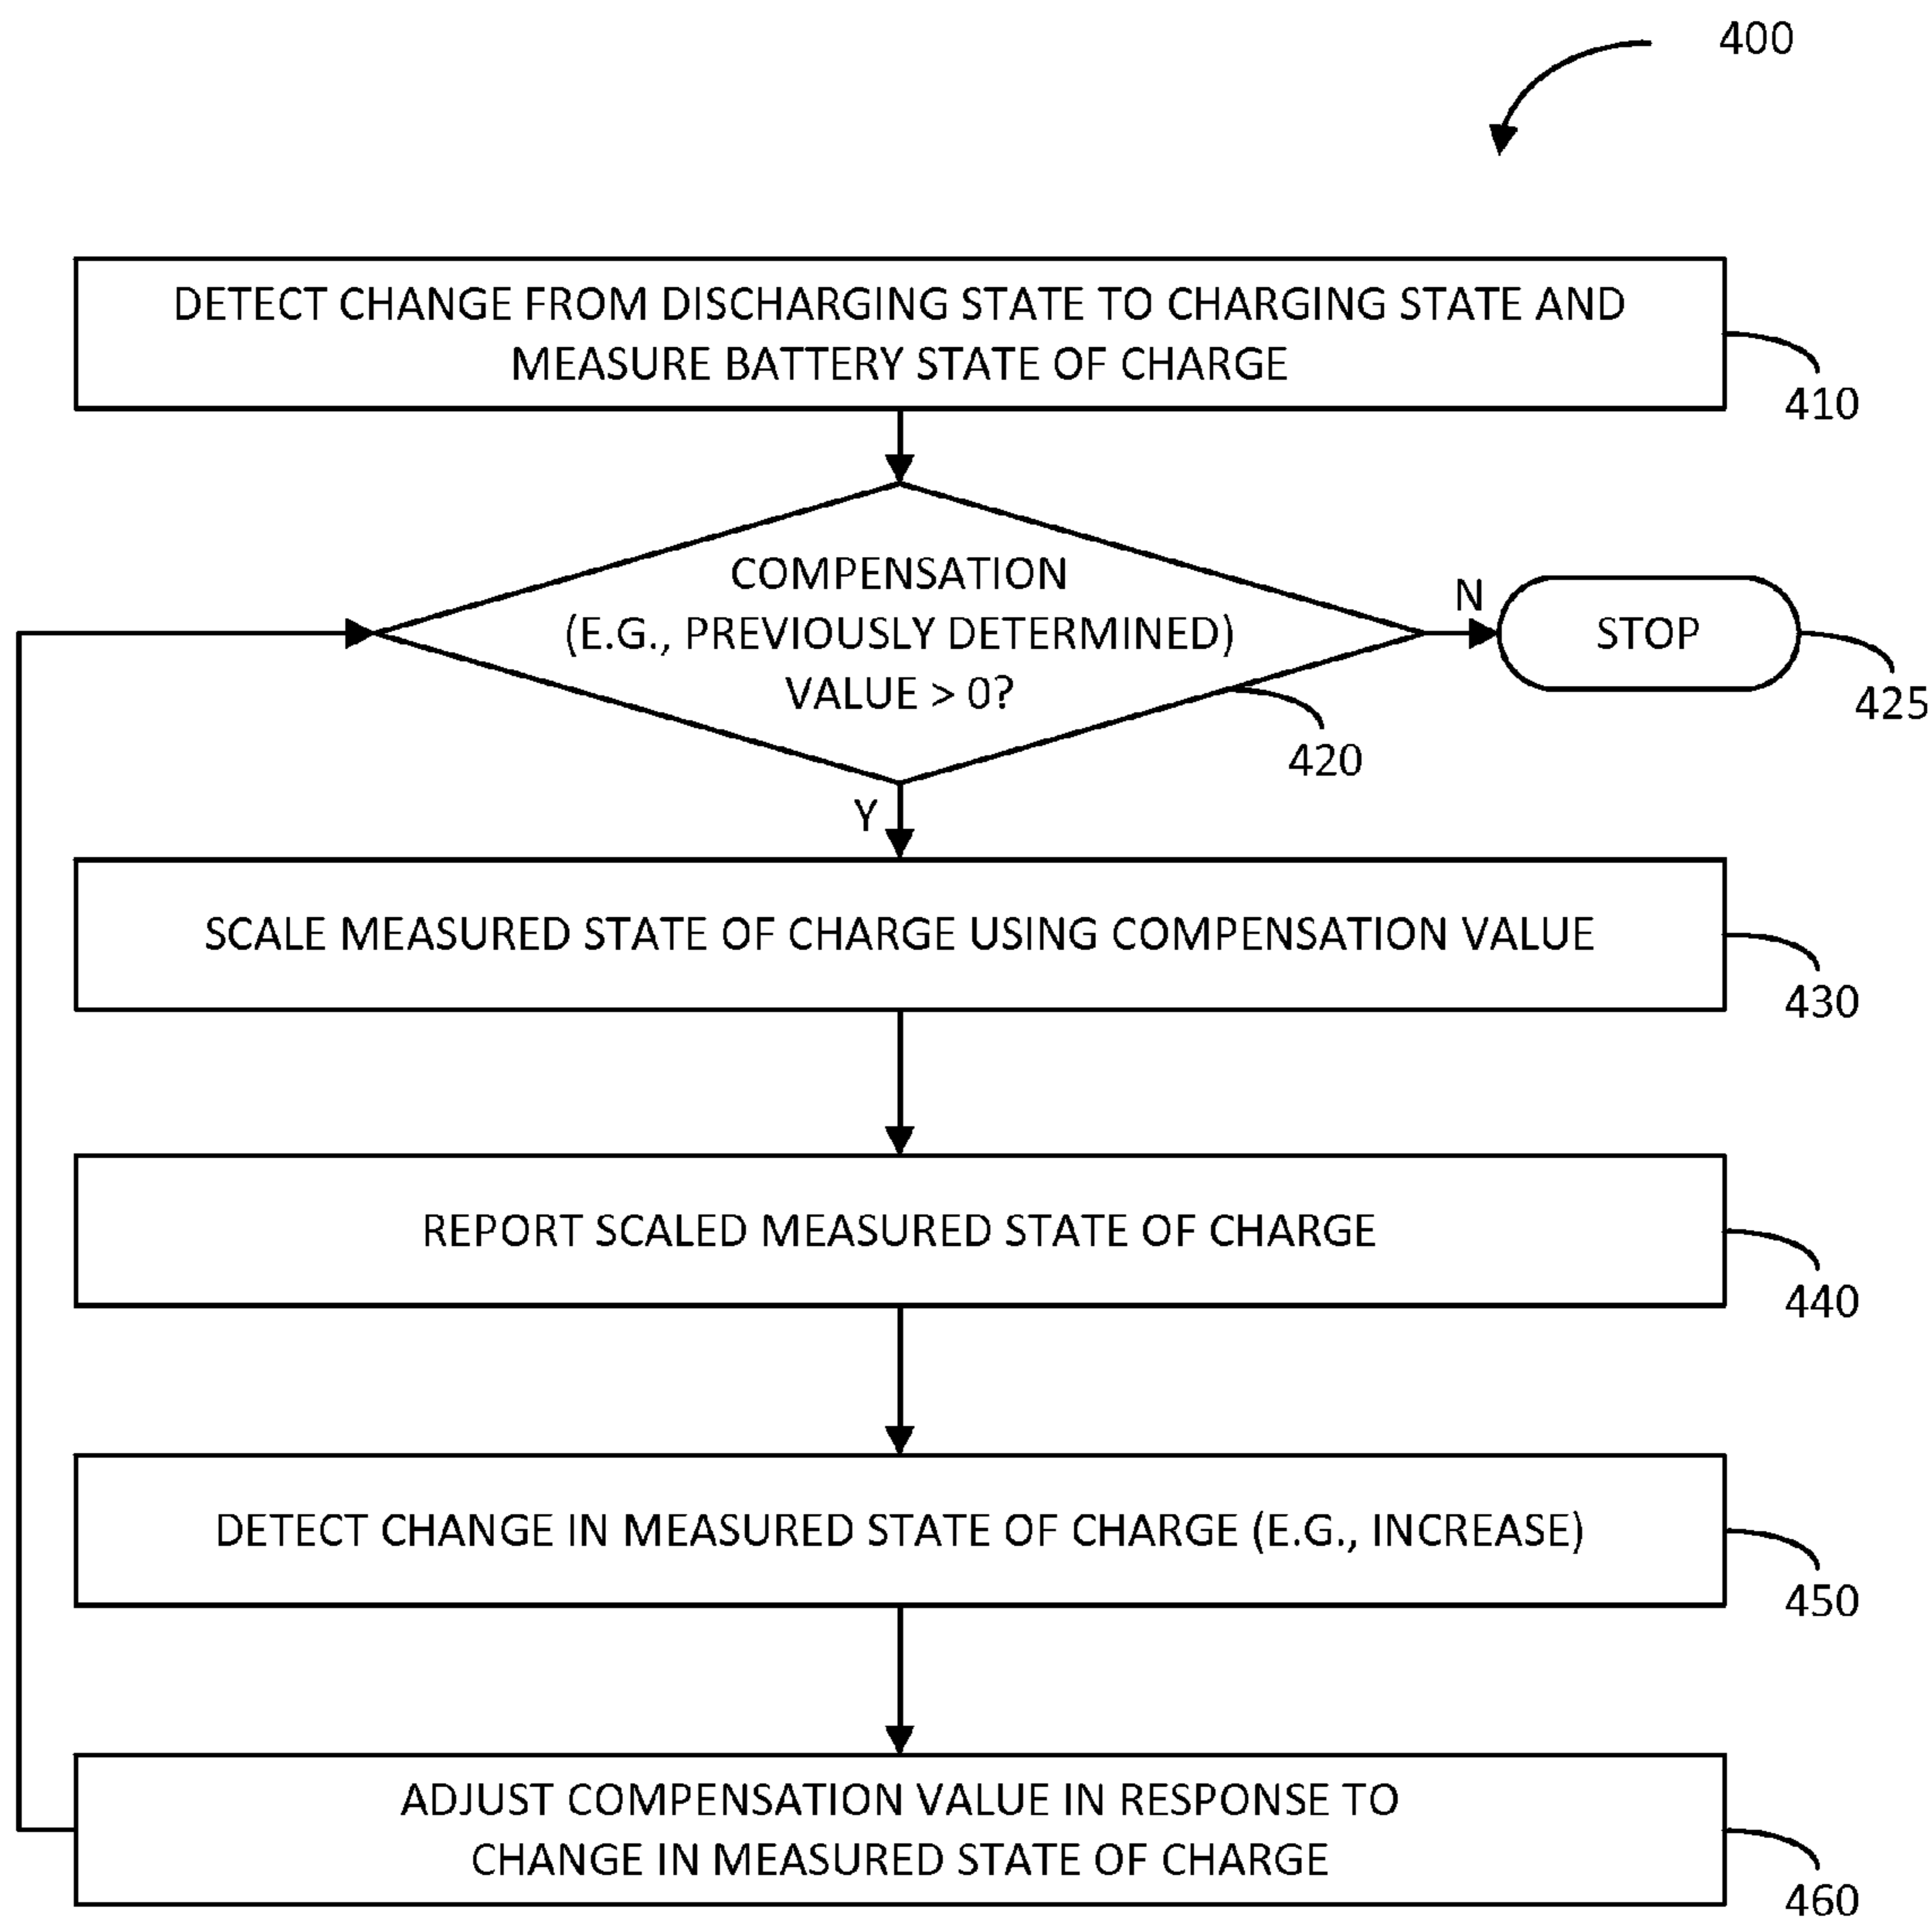 400
DETECT CHANGE FROM DISCHARGING STATE TO CHARGING STATE AND
MEASURE BATTERY STATE OF CHARGE
410
COMPENSATION
(E.G., PREVIOUSLY DETERMINED)
VALUE > 0?
420
N
STOP
425
Y
SCALE MEASURED STATE OF CHARGE USING COMPENSATION VALUE
430
REPORT SCALED MEASURED STATE OF CHARGE
440
DETECT CHANGE IN MEASURED STATE OF CHARGE (E.G., INCREASE)
450
ADJUST COMPENSATION VALUE IN RESPONSE TO
CHANGE IN MEASURED STATE OF CHARGE
460